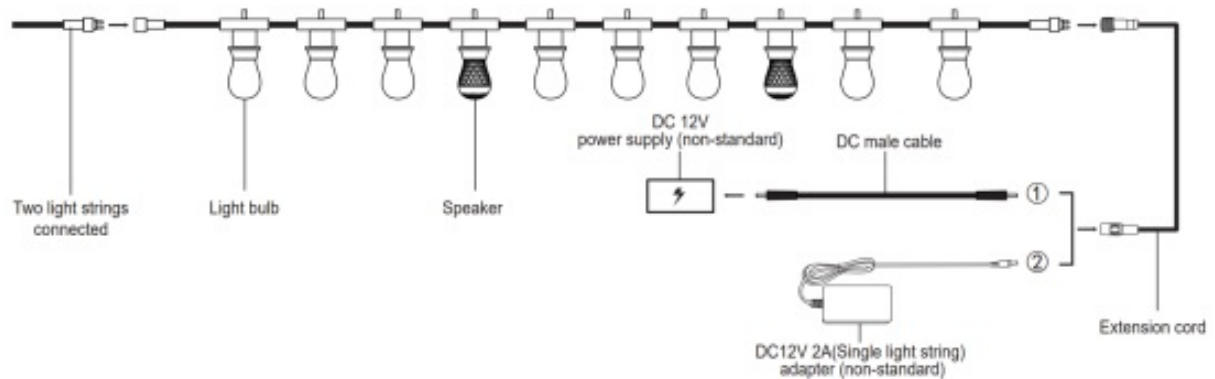 DC 12V
power supply (non-standard)
DC male cable
①
Two light strings
connected
Light bulb
Speaker
②
Extension cord
DC12V 2A(Single light string)
adapter (non-standard)